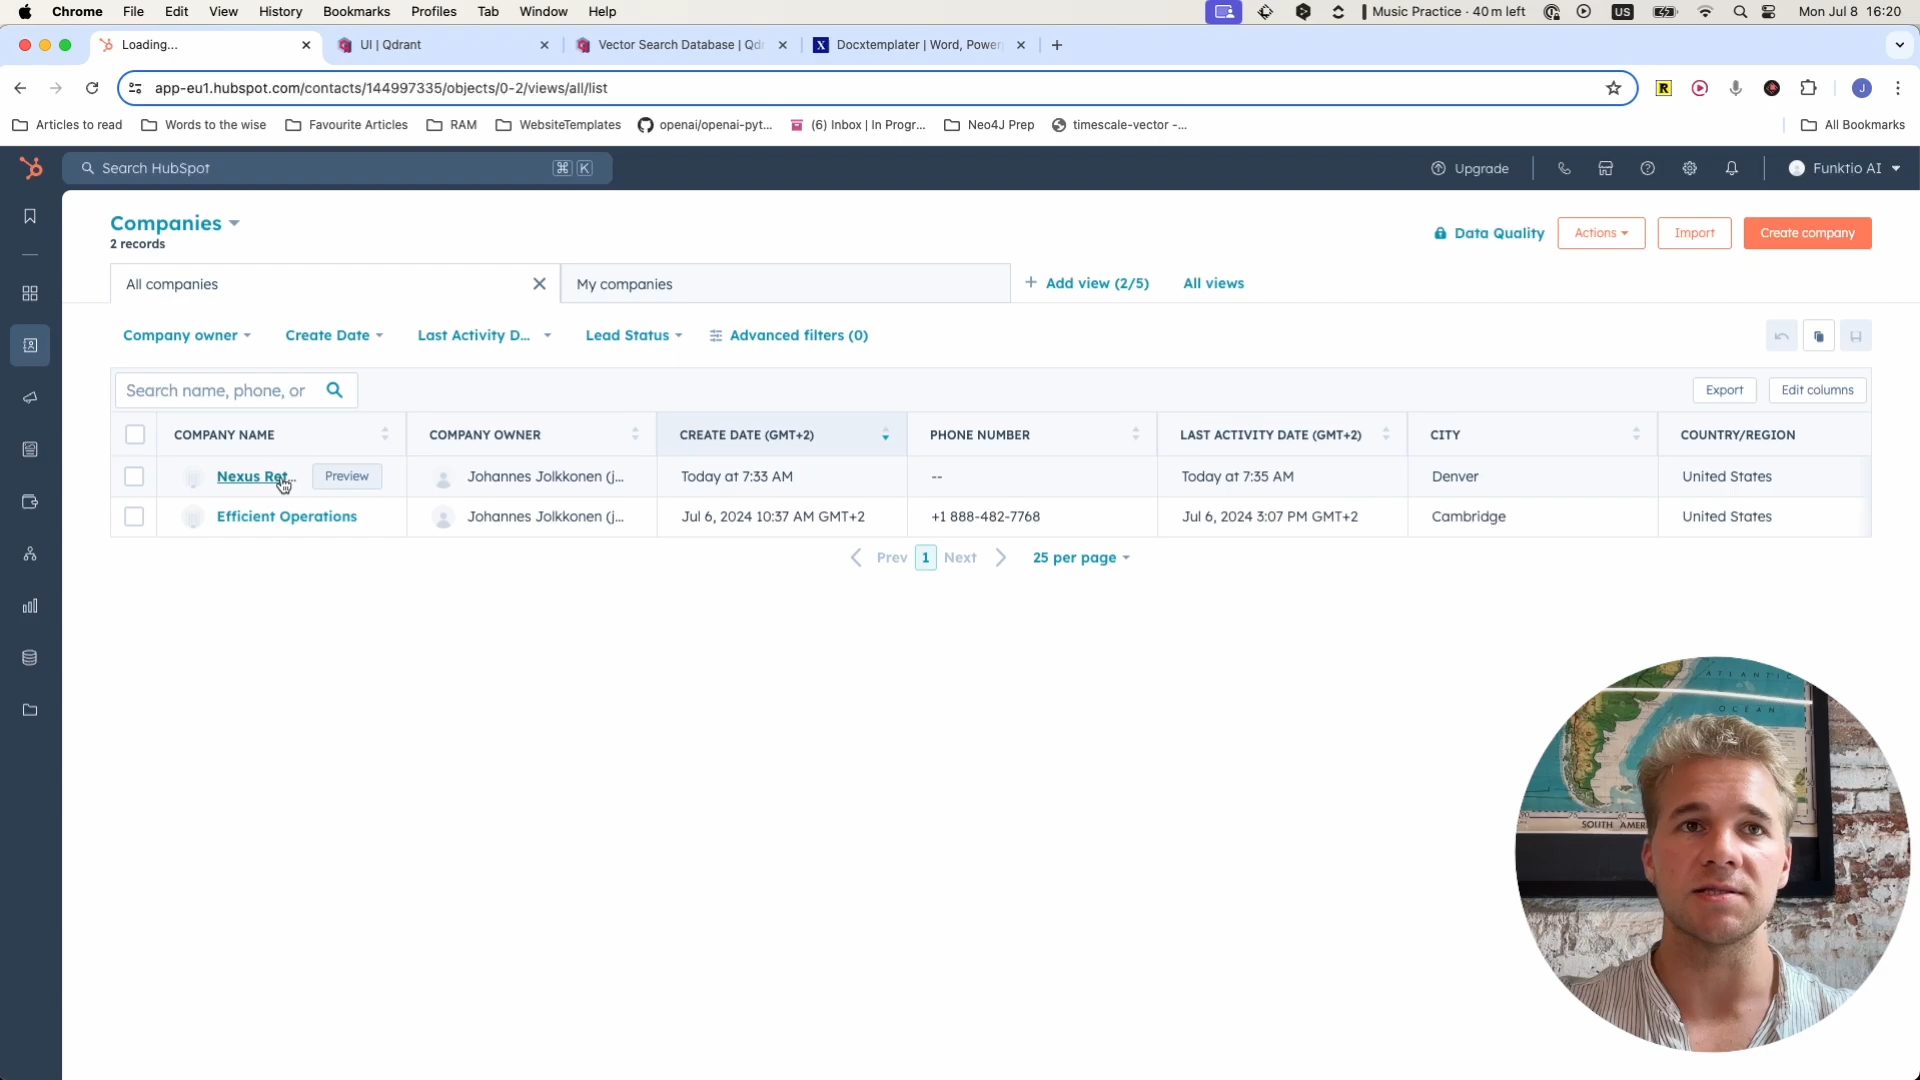 Chrome File Edit View History Bookmarks Profiles Tab Window Help Music Practice · 40 m left US Mon Jul 8 16:20
Loading... UI | Qdrant Vector Search Database | Qdr Docxtemplater | Word, Power
app-eu1.hubspot.com/contacts/144997335/objects/0-2/views/all/list R J
Articles to read Words to the wise Favourite Articles RAM WebsiteTemplates openai/openai-pyt... (6) Inbox | In Progr... Neo4J Prep timescale-vector -... All Bookmarks
Search HubSpot ⌘ K Upgrade Funktio AI
Companies
2 records
Data Quality Actions Import Create company
All companies My companies + Add view (2/5) All views
Company owner Create Date Last Activity D... Lead Status Advanced filters (0)
Search name, phone, or Export Edit columns
COMPANY NAME COMPANY OWNER CREATE DATE (GMT+2) PHONE NUMBER LAST ACTIVITY DATE (GMT+2) CITY COUNTRY/REGION
Nexus Ret... Preview Johannes Jolkkonen (j... Today at 7:33 AM -- Today at 7:35 AM Denver United States
Efficient Operations Johannes Jolkkonen (j... Jul 6, 2024 10:37 AM GMT+2 +1 888-482-7768 Jul 6, 2024 3:07 PM GMT+2 Cambridge United States
Prev 1 Next 25 per page
ATLANTIC
OCEAN
SOUTH AMERI